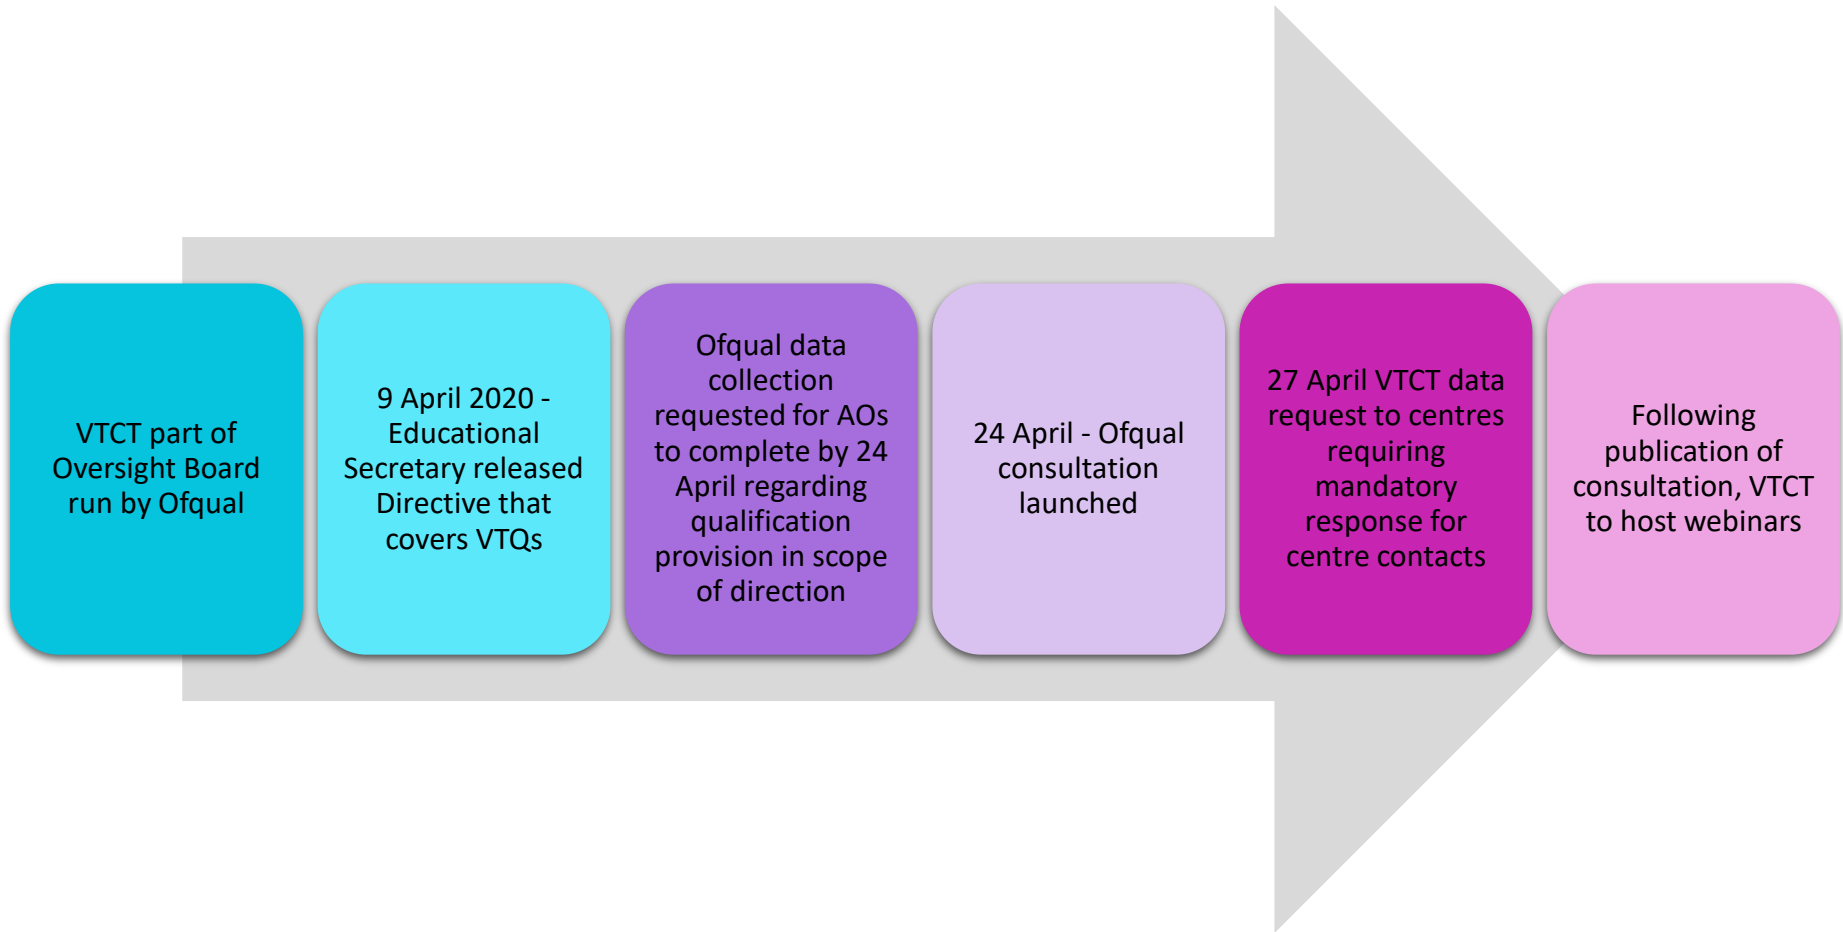 VTCT part of
Oversight Board
run by Ofqual
9 April 2020 -
Educational
Secretary released
Directive that
covers VTQs
Ofqual data
collection
requested for AOs
to complete by 24
April regarding
qualification
provision in scope
of direction
24 April - Ofqual
consultation
launched
27 April VTCT data
request to centres
requiring
mandatory
response for
centre contacts
Following
publication of
consultation, VTCT
to host webinars